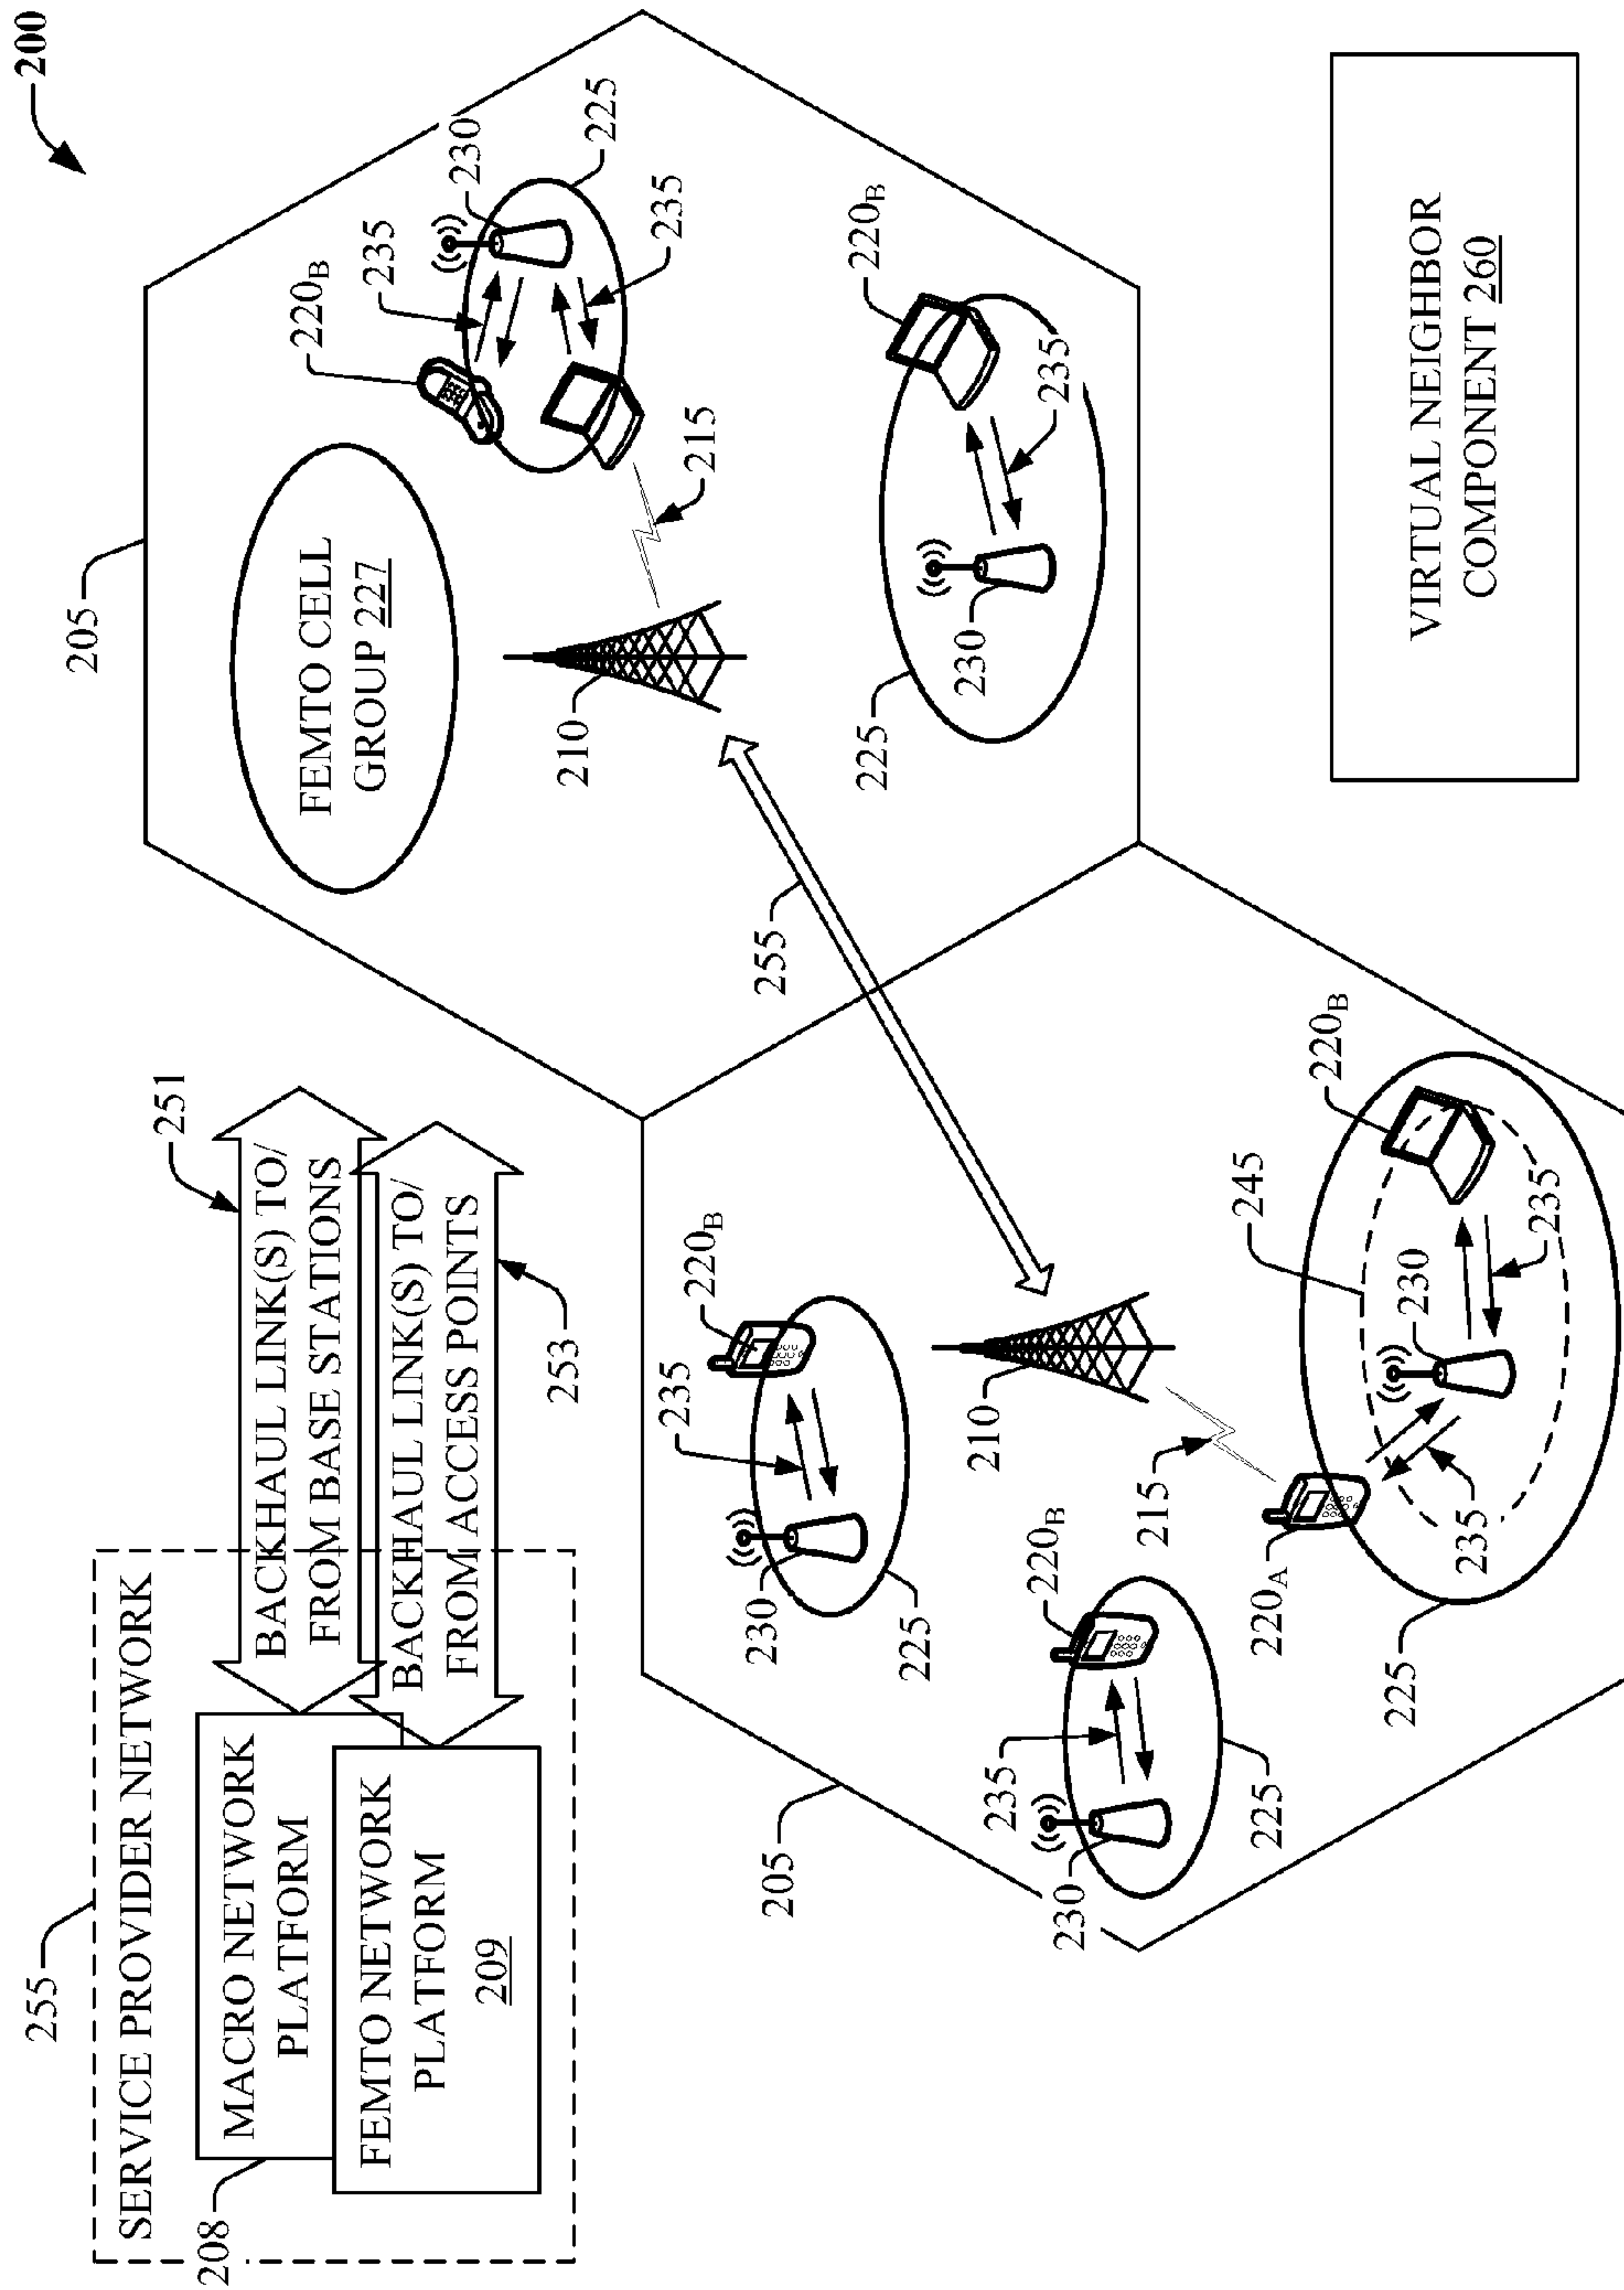 200
255
SERVICE PROVIDER NETWORK
MACRO NETWORK
PLATFORM
208
FEMTO NETWORK
PLATFORM
209
BACKHAUL LINK(S) TO/
FROM BASE STATIONS
251
BACKHAUL LINK(S) TO/
FROM ACCESS POINTS
253
205
FEMTO CELL
GROUP 227
210
215
220B
235
230
225
235
220B
235
230
225
255
205
220B
235
230
225
220B
235
230
225
210
215
220A
225
235
230
245
220B
235
VIRTUAL NEIGHBOR
COMPONENT 260